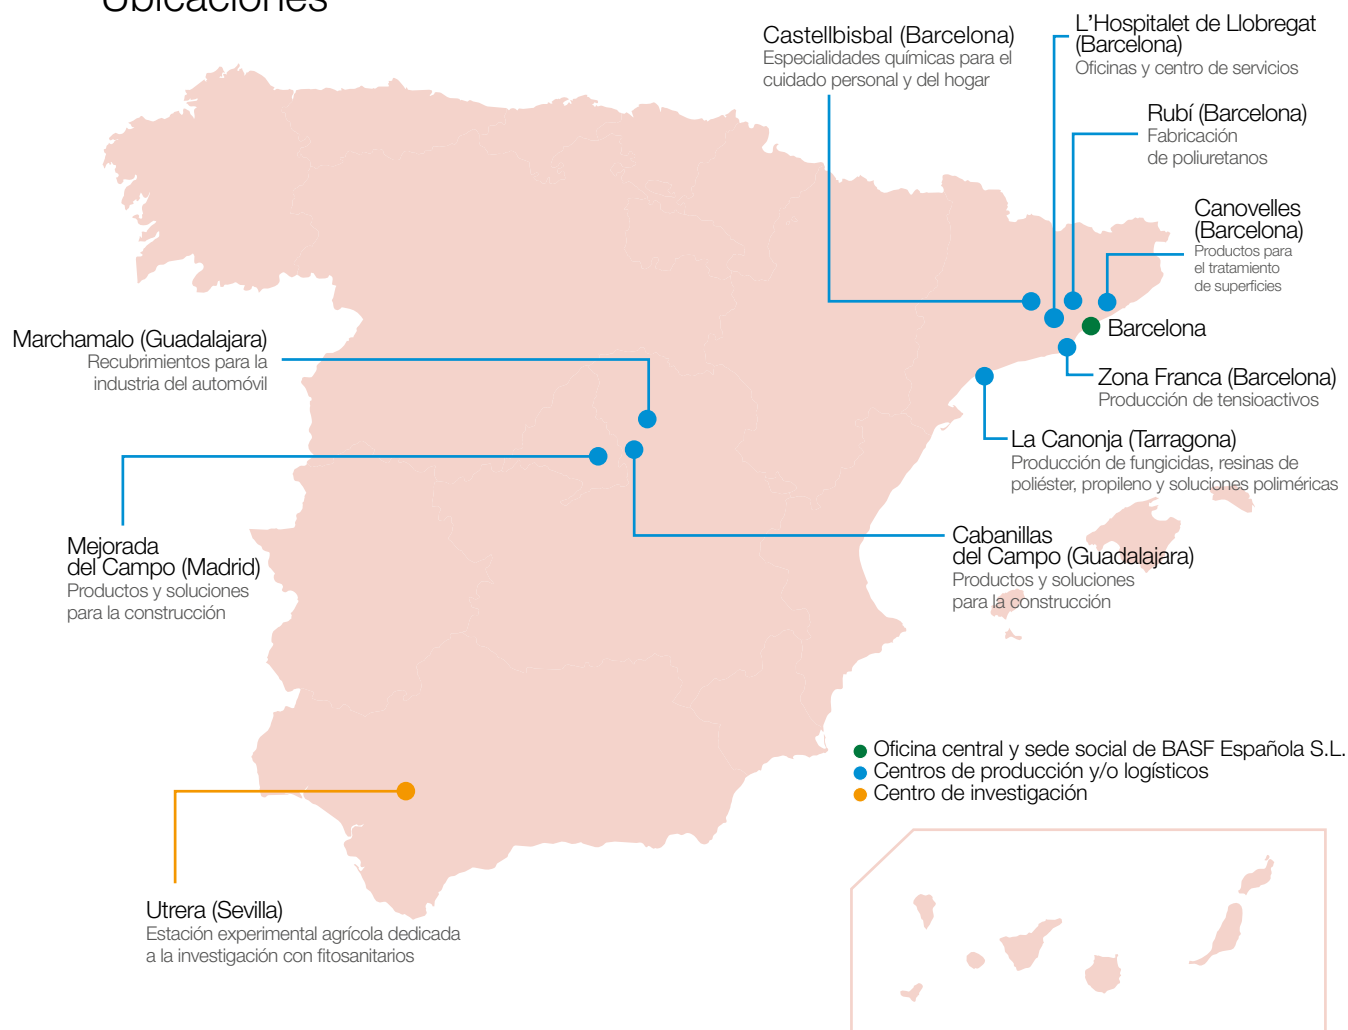 Ubicaciones
Castellbisbal (Barcelona)
Especialidades químicas para el
cuidado personal y del hogar
L'Hospitalet de Llobregat
(Barcelona)
Oficinas y centro de servicios
Rubí (Barcelona)
Fabricación
de poliuretanos
Canovelles
(Barcelona)
Productos para
el tratamiento
de superficies
Barcelona
Marchamalo (Guadalajara)
Recubrimientos para la
industria del automóvil
Zona Franca (Barcelona)
Producción de tensioactivos
La Canonja (Tarragona)
Producción de fungicidas, resinas de
poliéster, propileno y soluciones poliméricas
Mejorada
del Campo (Madrid)
Productos y soluciones
para la construcción
Cabanillas
del Campo (Guadalajara)
Productos y soluciones
para la construcción
Oficina central y sede social de BASF Española S.L.
Centros de producción y/o logísticos
Centro de investigación
Utrera (Sevilla)
Estación experimental agrícola dedicada
a la investigación con fitosanitarios